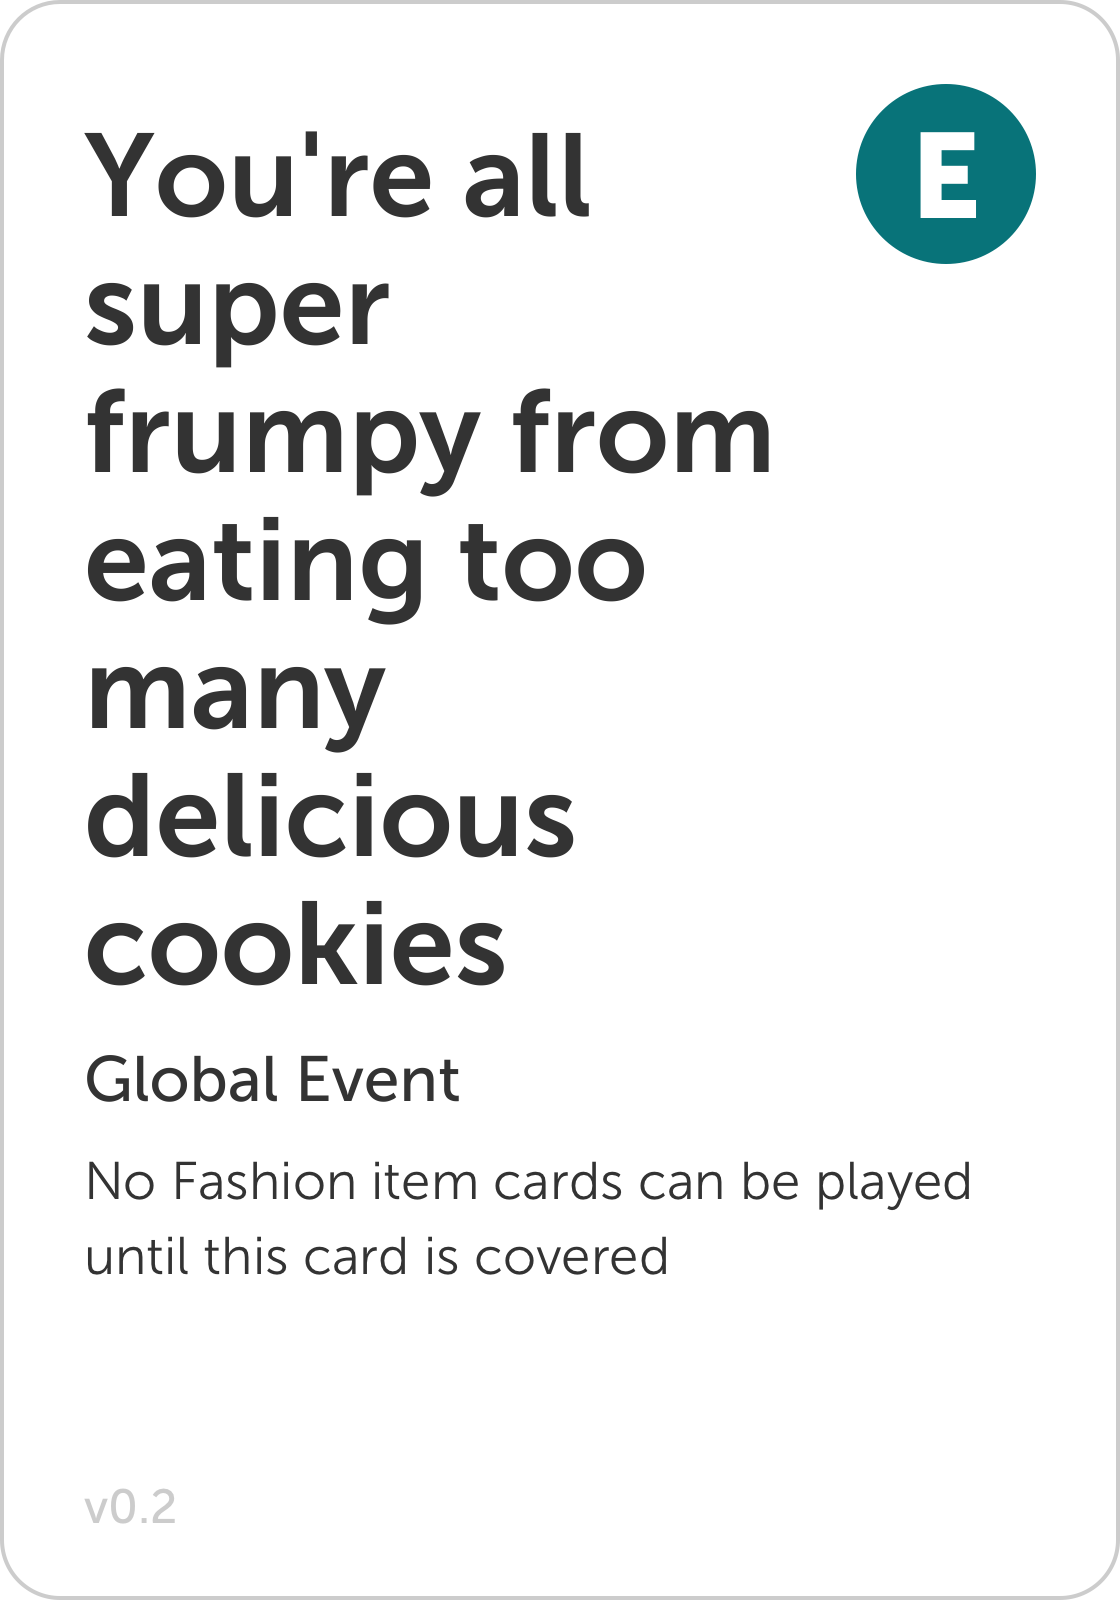 You're all
E
super
frumpy from
eating too
many
delicious
cookies
Global Event
No Fashion item cards can be played
until this card is covered
v0.2